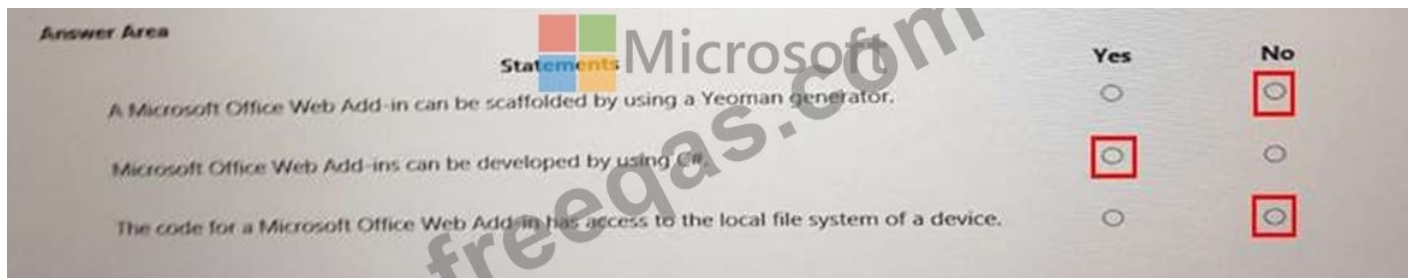 Answer Area
Microsoft
Statements
Yes
No
A Microsoft Office Web Add-in can be scaffolded by using a Yeoman generator.
Microsoft Office Web Add-ins can be developed by using C#.
The code for a Microsoft Office Web Add-in has access to the local file system of a device.
freeqas.com